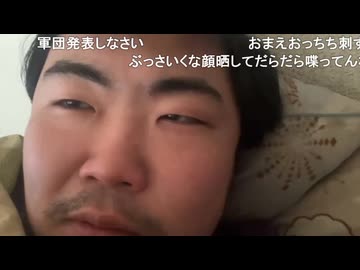 軍団発表しなさい
おまえおっちち刺す
ぶっさいくな顔晒してだらだら喋ってん